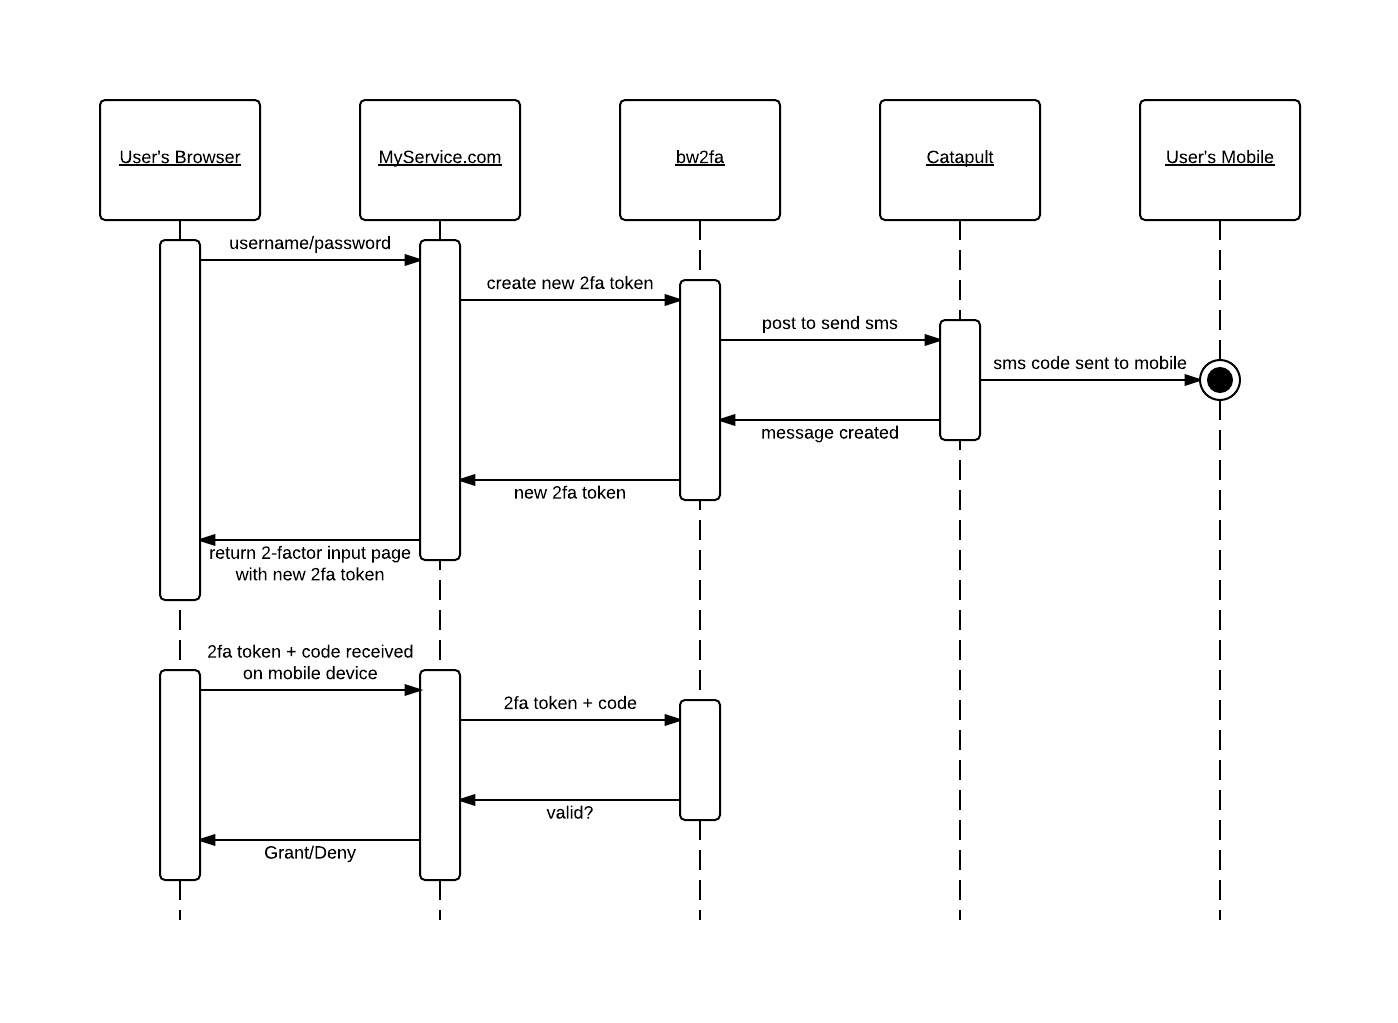 User's Browser
MyService.com
bw2fa
Catapult
User's Mobile
username/password
create new 2fa token
post to send sms
sms code sent to mobile
message created
new 2fa token
return 2-factor input page
with new 2fa token
2fa token + code received
on mobile device
2fa token + code
valid?
Grant/Deny